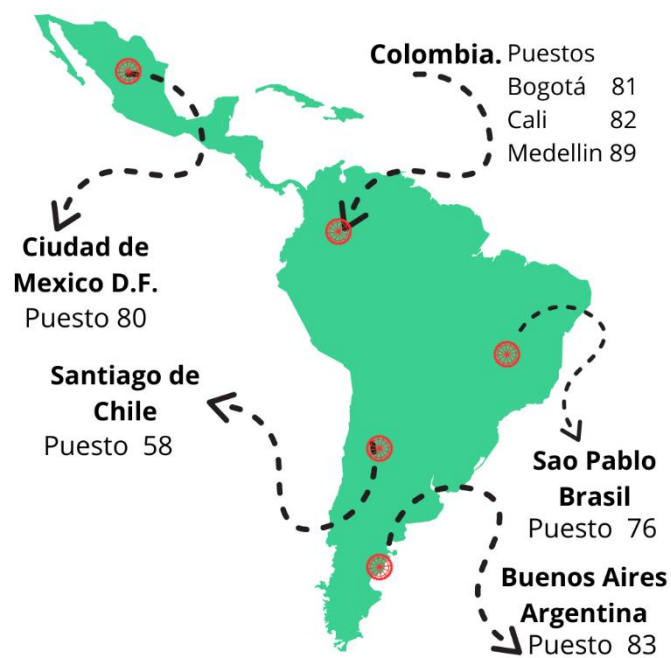 Colombia. Puestos
Bogotá 81
Cali 82
Medellin 89
Ciudad de
Mexico D.F.
Puesto 80
Santiago de
Chile
Puesto 58
Sao Pablo
Brasil
Puesto 76
Buenos Aires
Argentina
Puesto 83